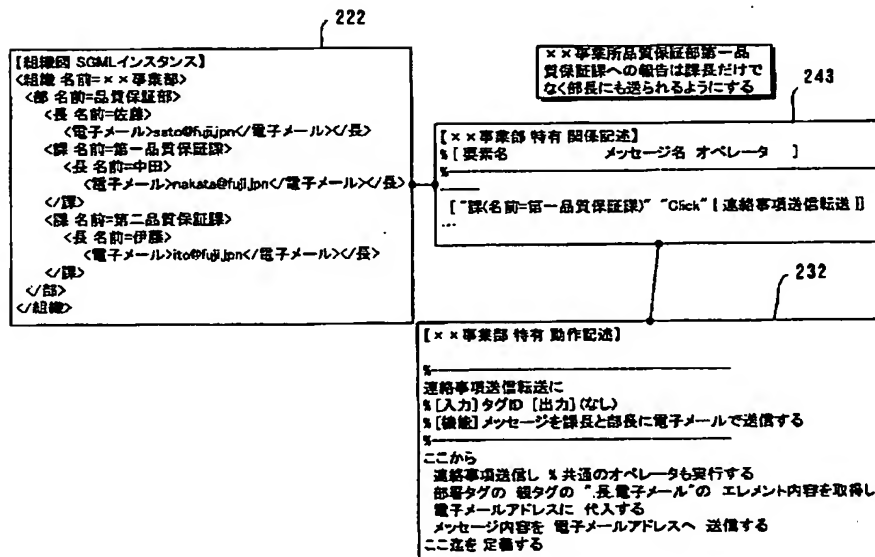 222
【組織図 SGMLインスタンス】
<組織 名前=××事業部>
<部 名前=品質保証部>
<長 名前=佐藤>
<電子メール>sato@fuji.jpn</電子メール></長>
<課 名前=第一品質保証課>
<長 名前=中田>
<電子メール>nakata@fuji.jpn</電子メール></長>
</課>
<課 名前=第二品質保証課>
<長 名前=伊藤>
<電子メール>ito@fuji.jpn</電子メール></長>
</課>
</部>
</組織>
××事業所品質保証部第一品
質保証課への報告は課長だけで
なく部長にも送られるようにする
243
【××事業部 特有 関係記述】
%[要素名 メッセージ名 オペレータ ]
%
["課(名前=第一品質保証課)" "Click" [連絡事項送信転送]]
...
232
【××事業部 特有 動作記述】
%
連絡事項送信転送に
%[入力]タグID [出力](なし)
%[機能]メッセージを課長と部長に電子メールで送信する
%
ここから
連絡事項送信し %共通のオペレータも実行する
部署タグの 親タグの ".長.電子メール"の エレメント内容を取得し
電子メールアドレスに 代入する
メッセージ内容を 電子メールアドレスへ 送信する
ここ迄を 定義する